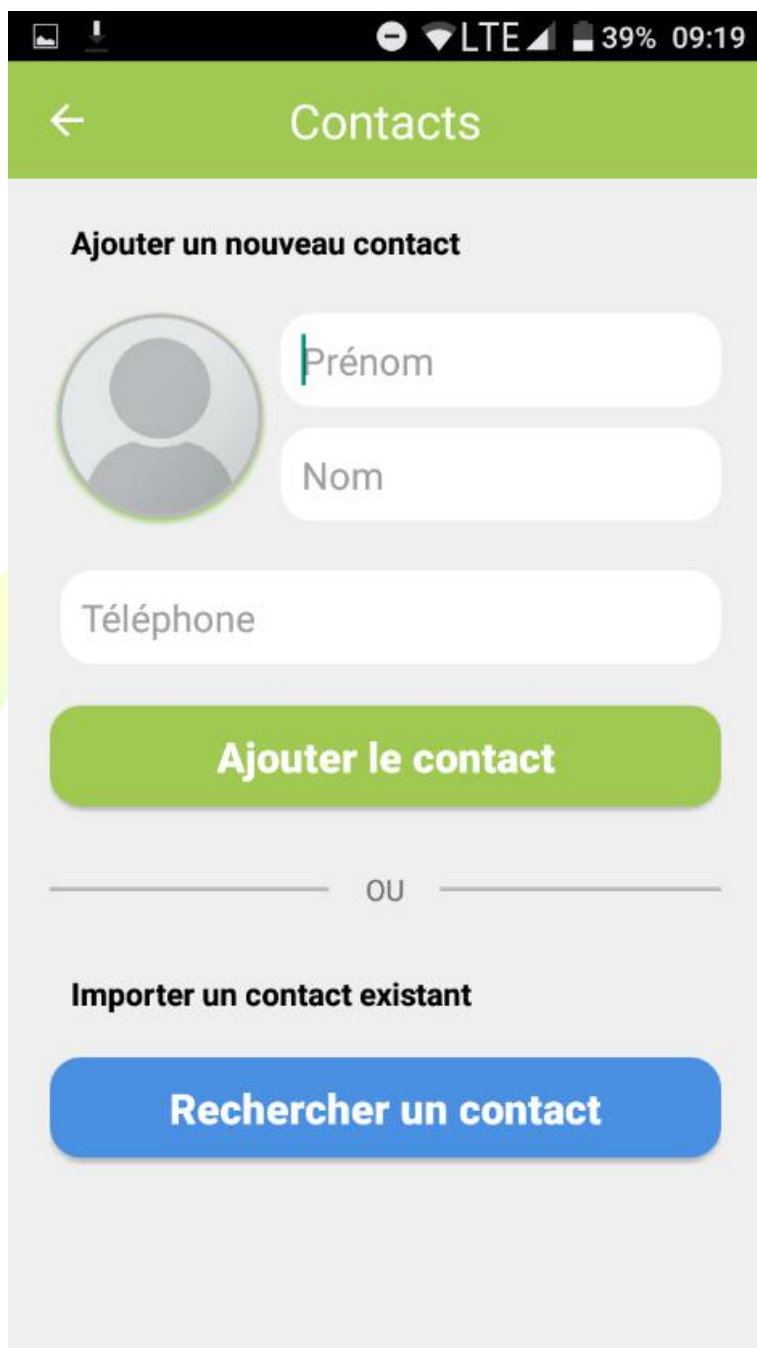 LTE 39% 09:19
Contacts
Ajouter un nouveau contact
Prénom
Nom
Téléphone
Ajouter le contact
OU
Importer un contact existant
Rechercher un contact